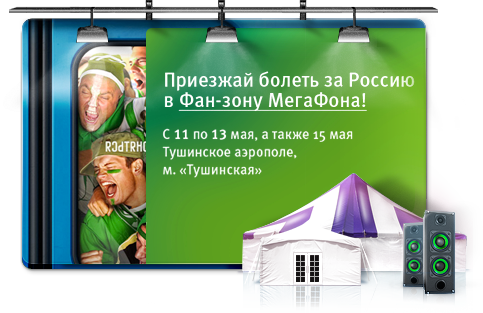 Приезжай болеть за Россию
в Фан-зону МегаФона!
С 11 по 13 мая, а также 15 мая
Тушинское аэрополе,
м. «Тушинская»